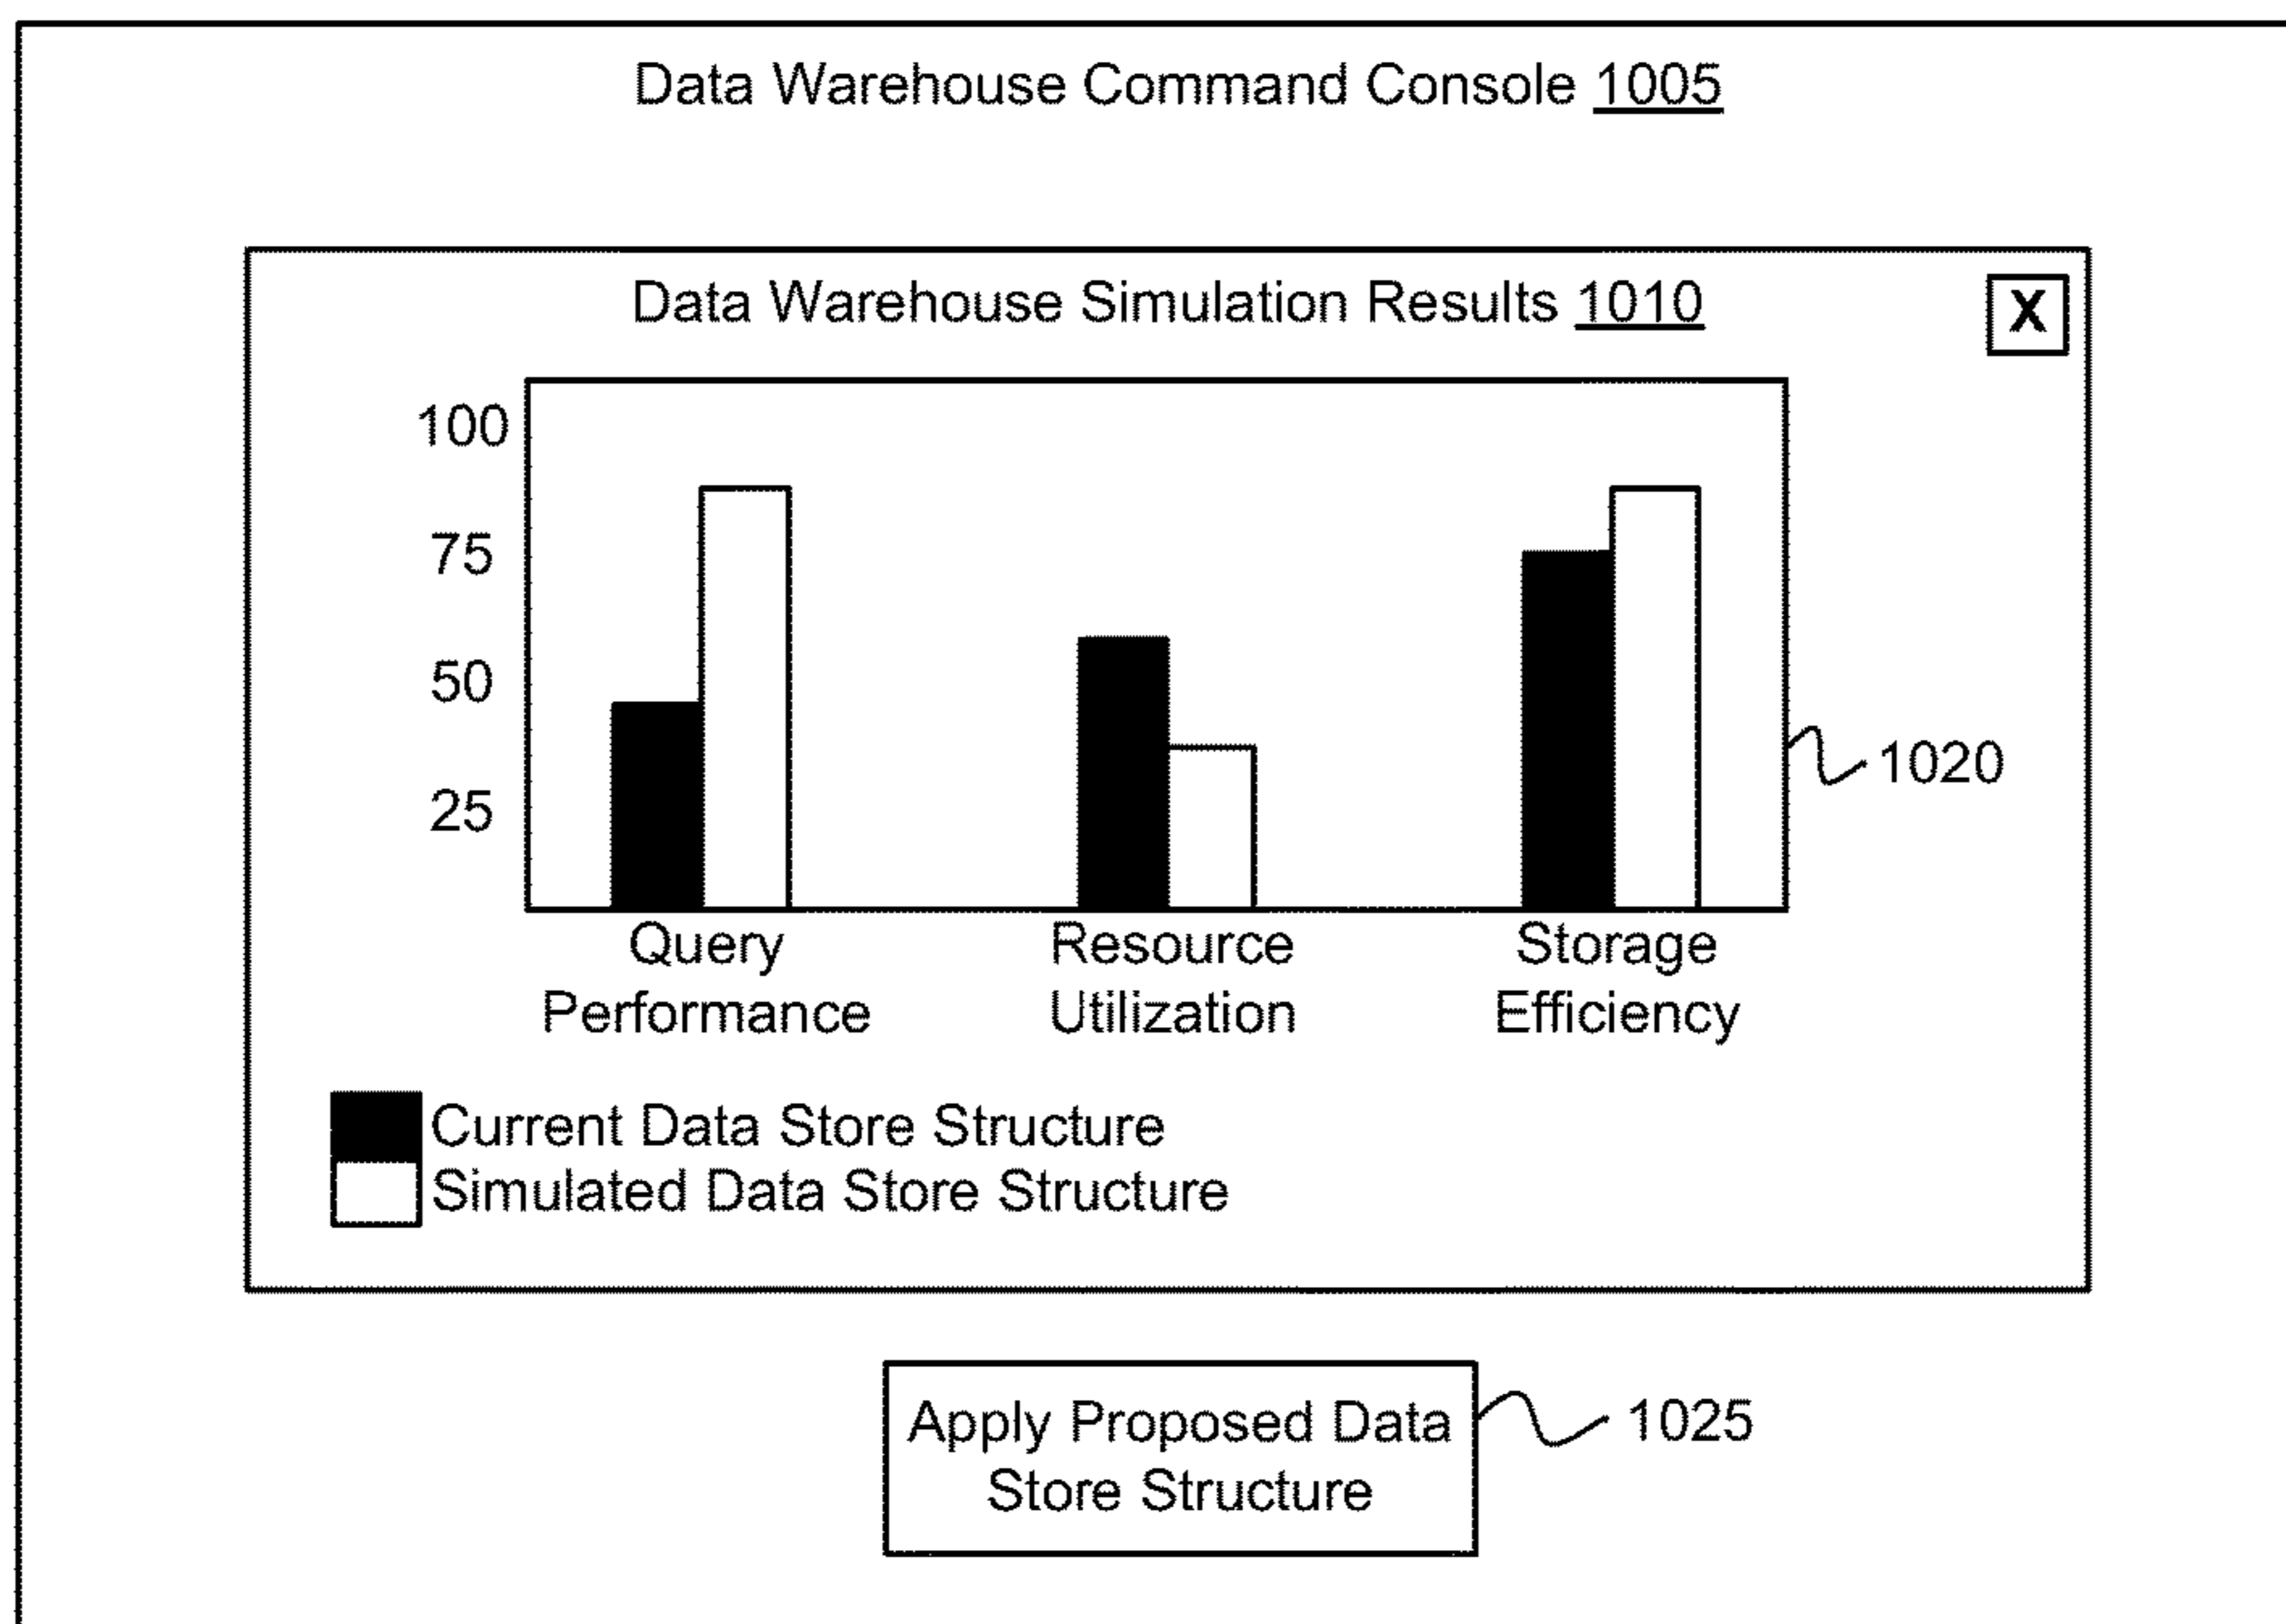 Data Warehouse Command Console 1005
Data Warehouse Simulation Results 1010
X
100
75
50
25
1020
Query
Performance
Resource
Utilization
Storage
Efficiency
Current Data Store Structure
Simulated Data Store Structure
Apply Proposed Data
Store Structure
1025